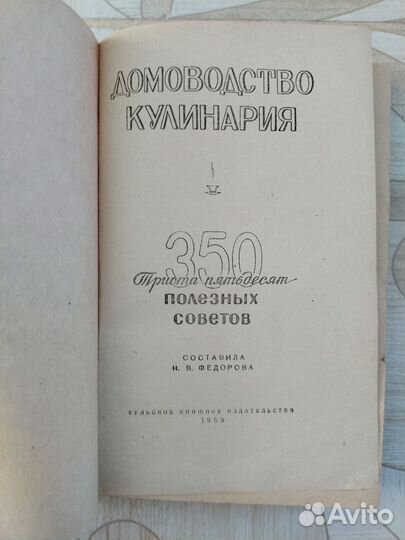 ДОМОВОДСТВО
КУЛИНАРИЯ
350
Триста пятьдесят
ПОЛЕЗНЫХ
СОВЕТОВ
СОСТАВИЛА
Н. В. ФЕДОРОВА
ТУЛЬСКОЕ КНИЖНОЕ ИЗДАТЕЛЬСТВО
1959
Avito